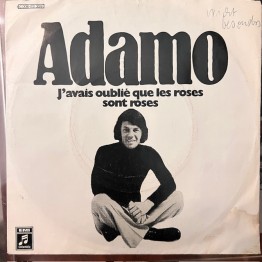 Adamo
J'avais oublié que les roses
sont roses